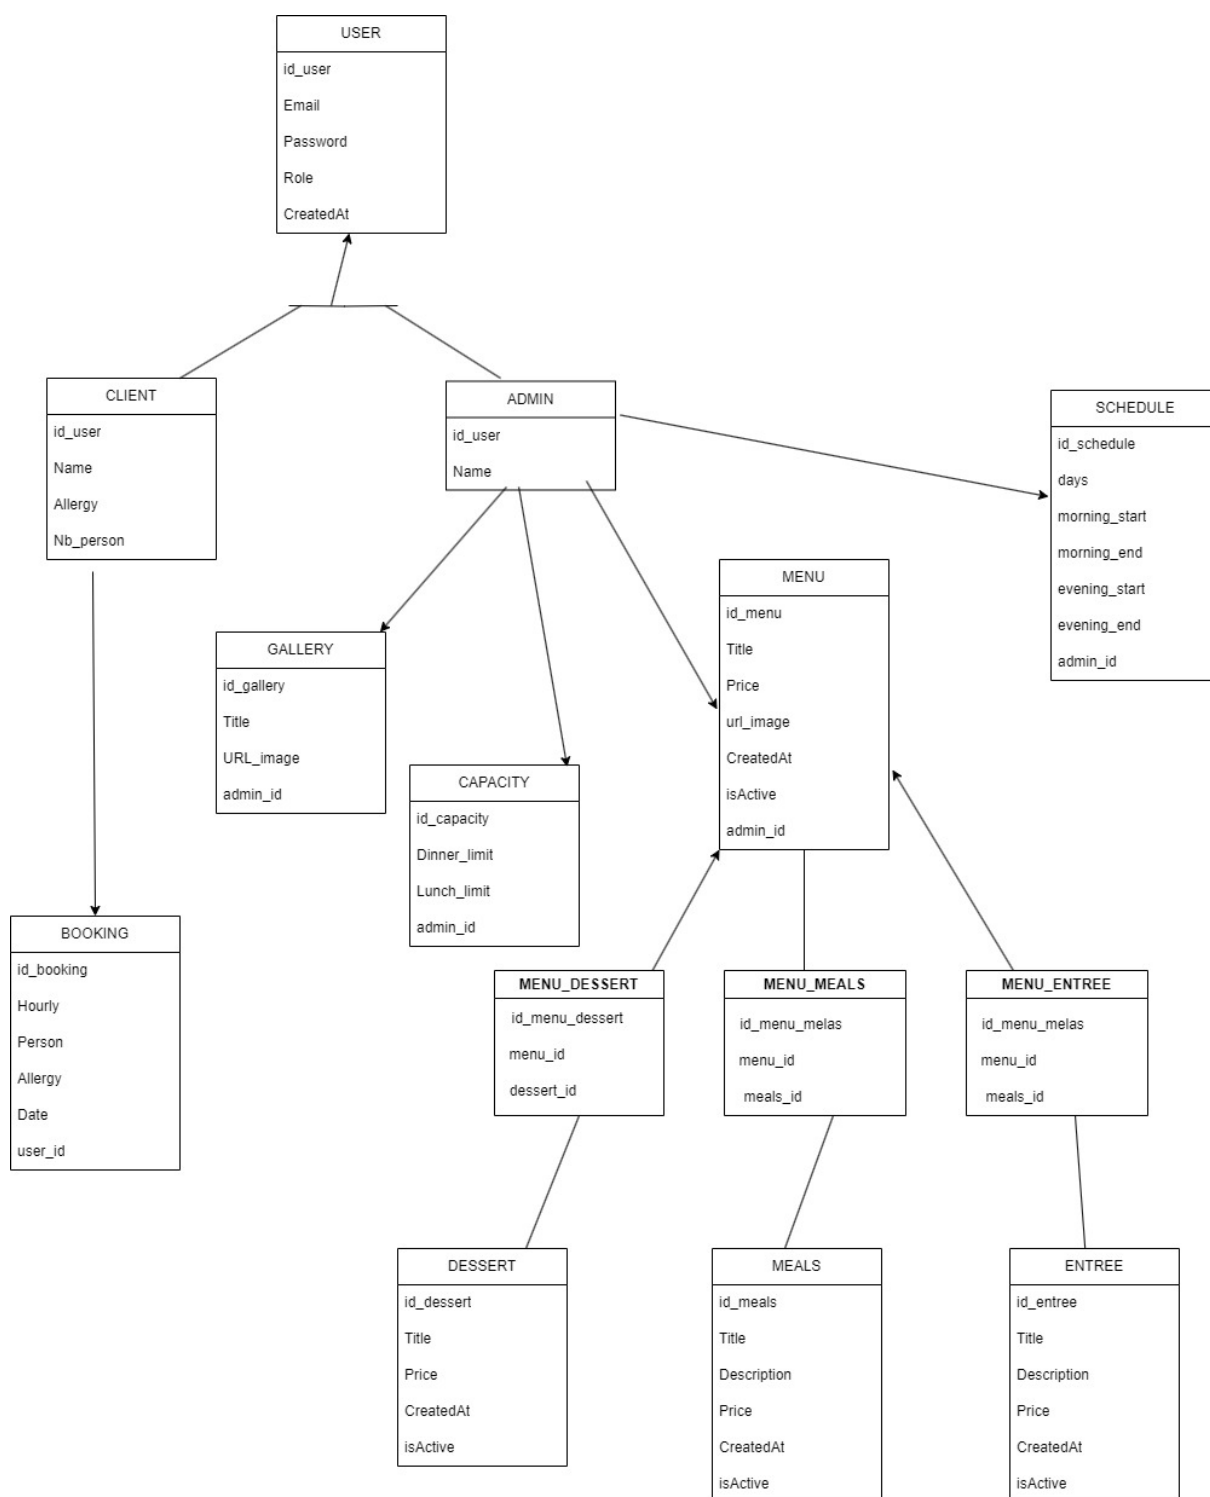 USER
id_user
Email
Password
Role
CreatedAt
CLIENT
id_user
Name
Allergy
Nb_person
ADMIN
id_user
Name
SCHEDULE
id_schedule
days
morning_start
morning_end
evening_start
evening_end
admin_id
GALLERY
id_gallery
Title
URL_image
admin_id
CAPACITY
id_capacity
Dinner_limit
Lunch_limit
admin_id
MENU
id_menu
Title
Price
url_image
CreatedAt
isActive
admin_id
BOOKING
id_booking
Hourly
Person
Allergy
Date
user_id
MENU_DESSERT
id_menu_dessert
menu_id
dessert_id
MENU_MEALS
id_menu_melas
menu_id
meals_id
MENU_ENTREE
id_menu_melas
menu_id
meals_id
DESSERT
id_dessert
Title
Price
CreatedAt
isActive
MEALS
id_meals
Title
Description
Price
CreatedAt
isActive
ENTREE
id_entree
Title
Description
Price
CreatedAt
isActive